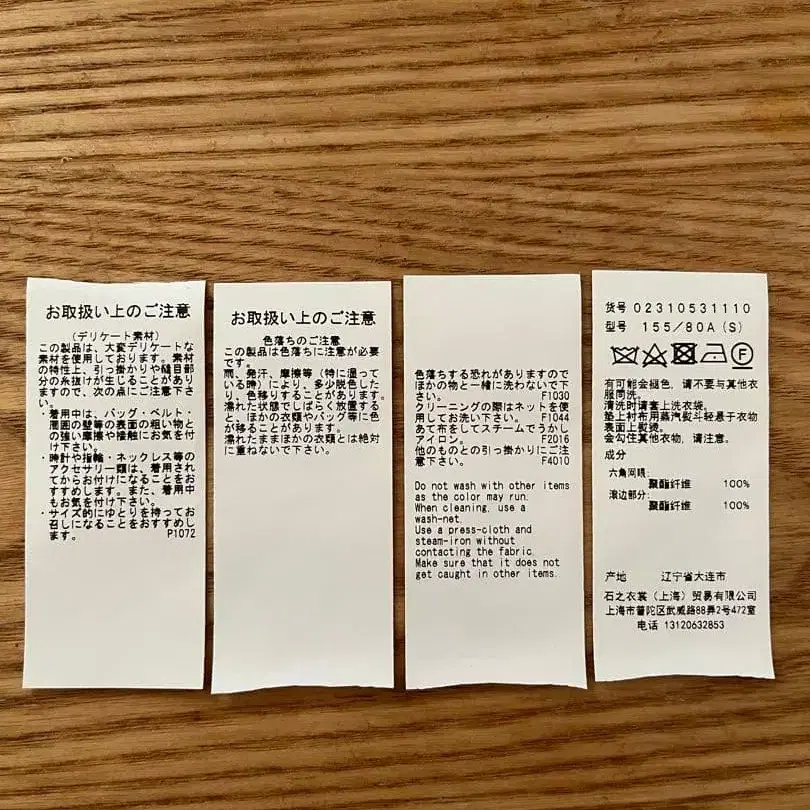 お取扱い上のご注意
(デリケート素材)
この製品は、大変デリケートな
素材を使用しております。素材
の特性上、引っ掛かりや縫目部
分の糸抜けが生じることがあり
ますので、次の点にご注意下さ
い。
・着用中は、バッグ・ベルト・
周囲の壁等の表面の粗い物と
の強い摩擦や接触にお気を付
け下さい。
・時計や指輪・ネックレス等の
アクセサリー類は、着用され
てからお付けになることをお
すすめします。また、着用中
もお気を付け下さい。
・サイズ的にゆとりを持ってお
召しになることをおすすめし
ます。 P1072
お取扱い上のご注意
色落ちのご注意
この製品は色落ちに注意が必要
です。
雨、発汗、摩擦等(特に湿って
いる時)により、多少脱色した
り、色移りすることがあります。
濡れた状態でしばらく放置する
と、ほかの衣類やバッグ等に色
が移ることがあります。
濡れたままほかの衣類とは絶対
に重ねないで下さい。
色落ちする恐れがありますので
ほかの物と一緒に洗わないで下
さい。 F1030
クリーニングの際はネットを使
用してお洗い下さい。 F1044
あて布をしてスチームでうかし
アイロン。 F2016
他のものとの引っ掛かりにご注
意下さい。 F4010
Do not wash with other items
as the color may run.
When cleaning, use a
wash-net.
Use a press-cloth and
steam-iron without
contacting the fabric.
Make sure that it does not
get caught in other items.
货号 02310531110
型号 155/80A(S)
F
有可能会褪色，请不要与其他衣
服同洗。
清洗时请套上洗衣袋。
垫上衬布用蒸汽熨斗轻悬于衣物
表面上熨烫。
会勾住其他衣物，请注意。
成分
六角网眼:
聚酯纤维 100%
滚边部分:
聚酯纤维 100%
产地 辽宁省大连市
石之衣裳（上海）贸易有限公司
上海市普陀区武威路88弄2号472室
电话 13120632853